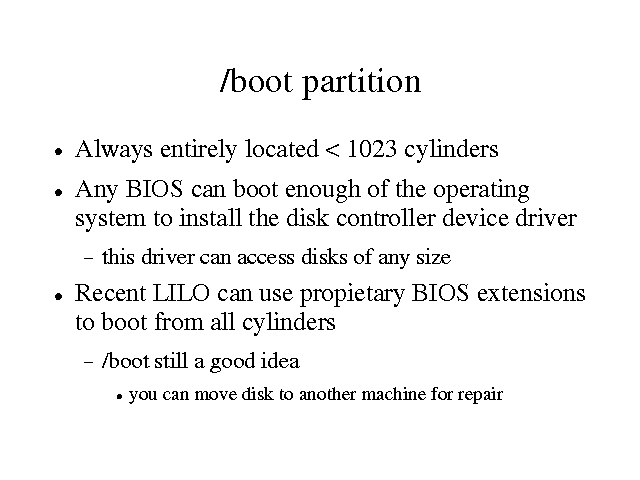 /boot partition
• Always entirely located < 1023 cylinders
• Any BIOS can boot enough of the operating
system to install the disk controller device driver
– this driver can access disks of any size
• Recent LILO can use propietary BIOS extensions
to boot from all cylinders
– /boot still a good idea
• you can move disk to another machine for repair